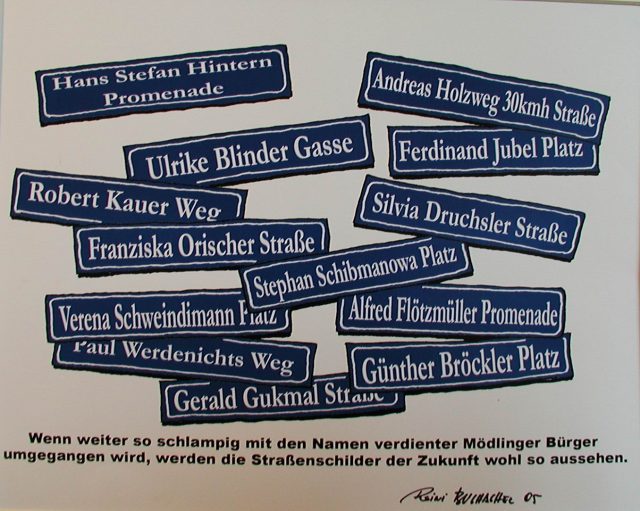 Hans Stefan Hintern
Promenade
Andreas Holzweg 30kmh Straße
Ulrike Blinder Gasse
Ferdinand Jubel Platz
Robert Kauer Weg
Silvia Druchsler Straße
Franziska Orischer Straße
Stephan Schibmanowa Platz
Verena Schweindimann Platz
Alfred Flötzmüller Promenade
Paul Werdenichts Weg
Günther Bröckler Platz
Gerald Gukmal Straße
Wenn weiter so schlampig mit den Namen verdienter Mödlinger Bürger
umgegangen wird, werden die Straßenschilder der Zukunft wohl so aussehen.
Reini Buchacher 05